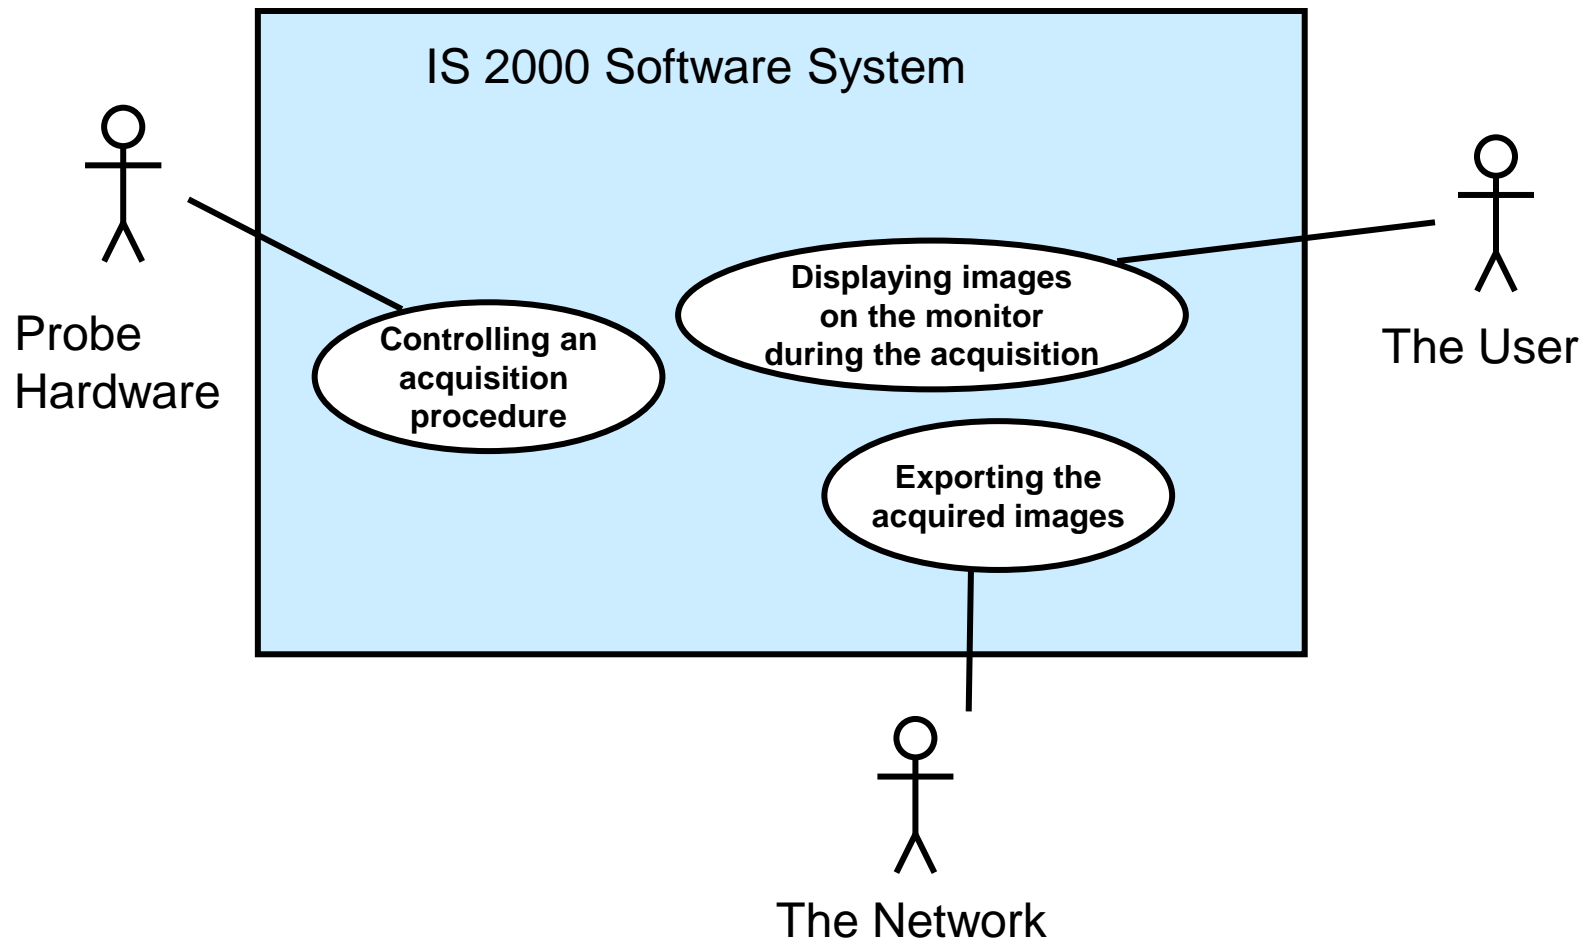 IS 2000 Software System
Probe
Hardware
Controlling an
acquisition
procedure
Displaying images
on the monitor
during the acquisition
The User
Exporting the
acquired images
The Network